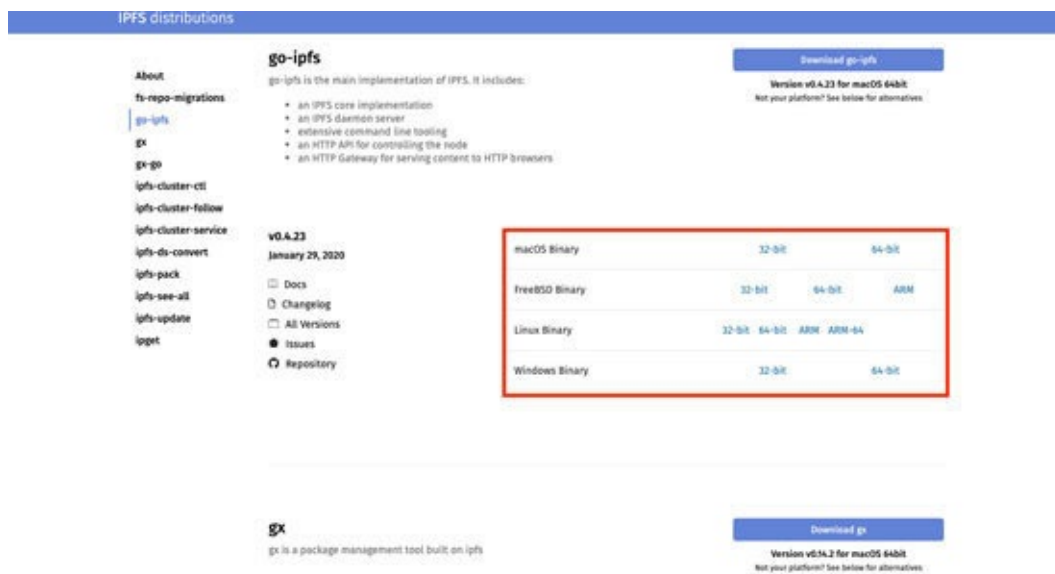 IPFS distributions
About
fs-repo-migrations
go-ipfs
gx
gx-go
ipfs-cluster-ctl
ipfs-cluster-follow
ipfs-cluster-service
ipfs-ds-convert
ipfs-pack
ipfs-see-all
ipfs-update
ipget
go-ipfs
go-ipfs is the main implementation of IPFS. It includes:
an IPFS core implementation
an IPFS daemon server
extensive command line tooling
an HTTP API for controlling the node
an HTTP Gateway for serving content to HTTP browsers
Download go-ipfs
Version v0.4.23 for macOS 64bit
Not your platform? See below for alternatives
v0.4.23
January 29, 2020
Docs
Changelog
All Versions
Issues
Repository
macOS Binary 32-bit 64-bit
FreeBSD Binary 32-bit 64-bit ARM
Linux Binary 32-bit 64-bit ARM ARM-64
Windows Binary 32-bit 64-bit
gx
gx is a package management tool built on ipfs
Download gx
Version v0.14.2 for macOS 64bit
Not your platform? See below for alternatives